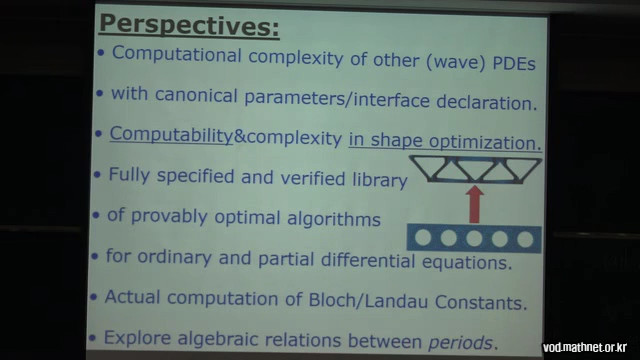 Perspectives:
• Computational complexity of other (wave) PDEs
• with canonical parameters/interface declaration.
• Computability&complexity in shape optimization.
• Fully specified and verified library
• of provably optimal algorithms
• for ordinary and partial differential equations.
• Actual computation of Bloch/Landau Constants.
• Explore algebraic relations between periods.
vod.mathnet.or.kr